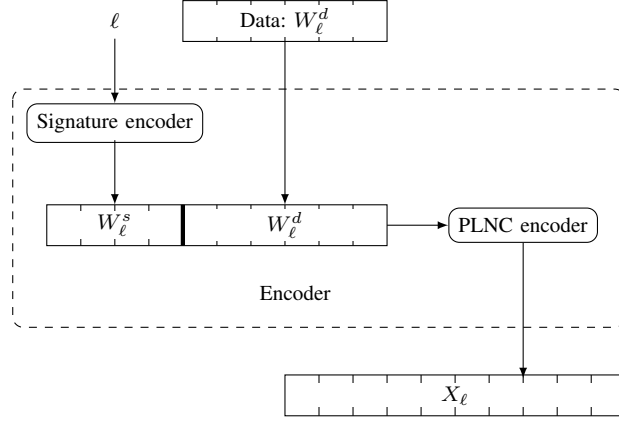 ℓ
Data: W_ℓ^d
Signature encoder
W_ℓ^s
W_ℓ^d
PLNC encoder
Encoder
X_ℓ